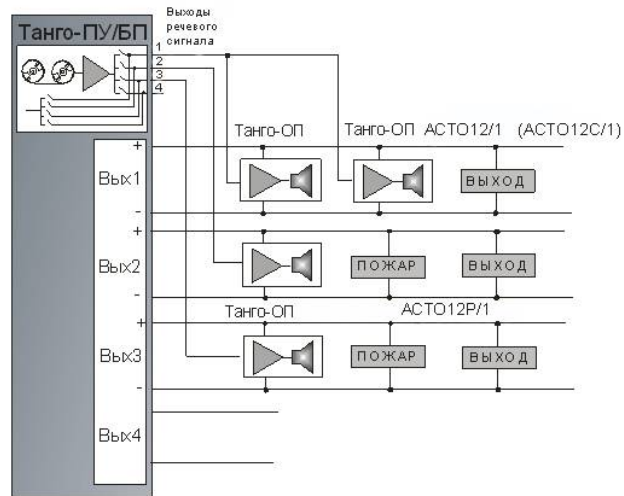 Выходы
речевого
сигнала
Танго-ПУ/БП
1
2
3
4
Танго-ОП Танго-ОП АСТО12/1 (АСТО12С/1)
+
Вых1
ВЫХОД
-
+
Вых2
ПОЖАР ВЫХОД
-
Танго-ОП АСТО12Р/1
+
Вых3
ПОЖАР ВЫХОД
-
Вых4